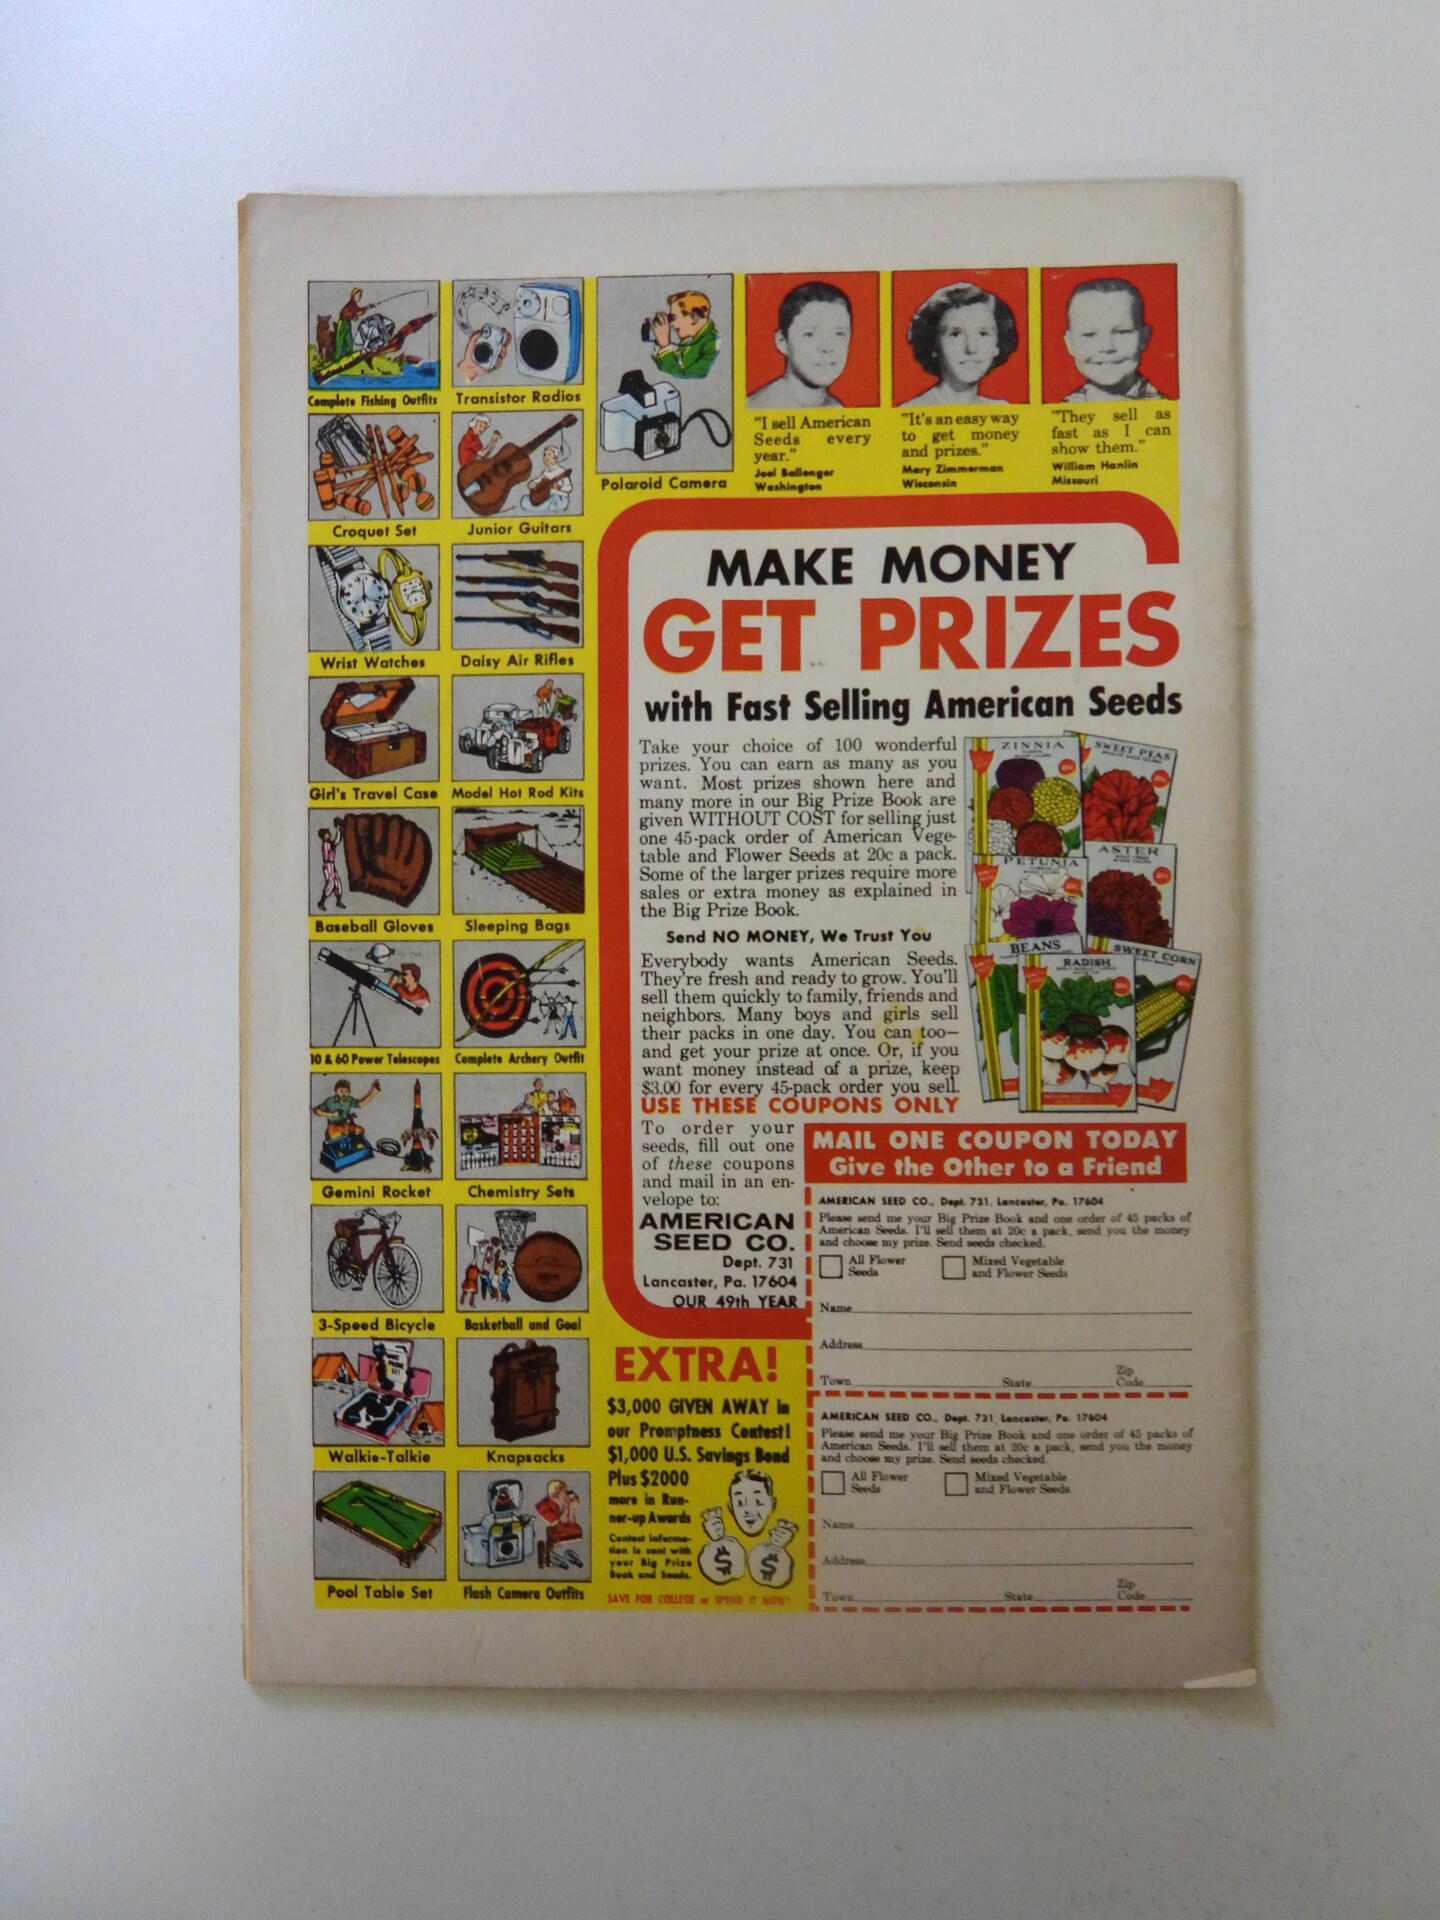 Complete Fishing Outfits
Transistor Radios
Croquet Set
Junior Guitars
Wrist Watches
Daisy Air Rifles
Girl's Travel Case
Model Hot Rod Kits
Baseball Gloves
Sleeping Bags
10 & 60 Power Telescopes
Complete Archery Outfit
Gemini Rocket
Chemistry Sets
3-Speed Bicycle
Basketball and Goal
Walkie-Talkie
Knapsacks
Pool Table Set
Flash Camera Outfits
Polaroid Camera
"I sell American
Seeds every
year."
Joel Ballenger
Washington
"It's an easy way
to get money
and prizes."
Mary Zimmerman
Wisconsin
"They sell as
fast as I can
show them."
William Hanlin
Missouri
MAKE MONEY
GET PRIZES
with Fast Selling American Seeds
Take your choice of 100 wonderful
prizes. You can earn as many as you
want. Most prizes shown here and
many more in our Big Prize Book are
given WITHOUT COST for selling just
one 45-pack order of American Vege-
table and Flower Seeds at 20c a pack.
Some of the larger prizes require more
sales or extra money as explained in
the Big Prize Book.
Send NO MONEY, We Trust You
Everybody wants American Seeds.
They're fresh and ready to grow. You'll
sell them quickly to family, friends and
neighbors. Many boys and girls sell
their packs in one day. You can too—
and get your prize at once. Or, if you
want money instead of a prize, keep
$3.00 for every 45-pack order you sell.
USE THESE COUPONS ONLY
ZINNIA
SWEET PEAS
PETUNIA
ASTER
BEANS
RADISH
SWEET CORN
To order your
seeds, fill out one
of these coupons
and mail in an en-
velope to:
AMERICAN
SEED CO.
Dept. 731
Lancaster, Pa. 17604
OUR 49th YEAR
MAIL ONE COUPON TODAY
Give the Other to a Friend
AMERICAN SEED CO., Dept. 731, Lancaster, Pa. 17604
Please send me your Big Prize Book and one order of 45 packs of
American Seeds. I'll sell them at 20c a pack, send you the money
and choose my prize. Send seeds checked.
All Flower
Seeds
Mixed Vegetable
and Flower Seeds
Name
Address
Town State Zip
Code
AMERICAN SEED CO., Dept. 731, Lancaster, Pa. 17604
Please send me your Big Prize Book and one order of 45 packs of
American Seeds. I'll sell them at 20c a pack, send you the money
and choose my prize. Send seeds checked.
All Flower
Seeds
Mixed Vegetable
and Flower Seeds
Name
Address
Town State Zip
Code
EXTRA!
$3,000 GIVEN AWAY in
our Promptness Contest!
$1,000 U.S. Savings Bond
Plus $2000
more in Run-
ner-up Awards
Contest informa-
tion is sent with
your Big Prize
Book and Seeds.
$ $
SAVE FOR COLLEGE or SPEND IT NOW!